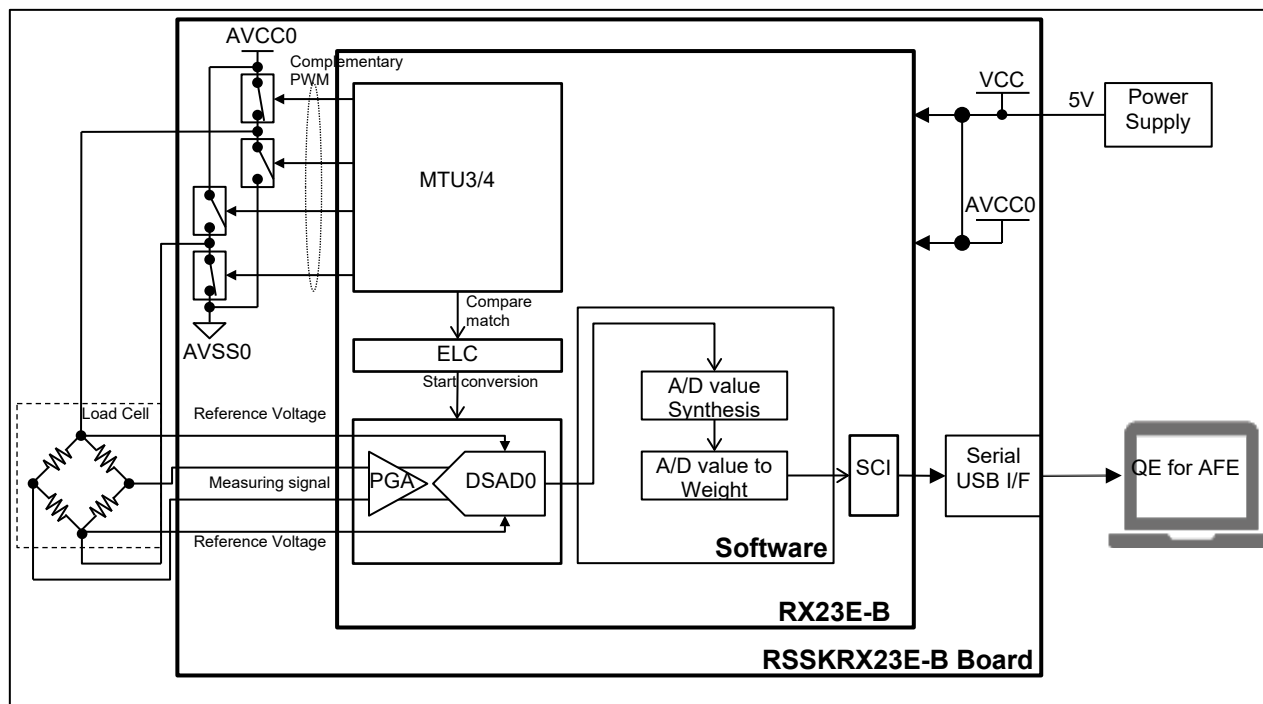 AVCC0
Complementary
PWM
MTU3/4
VCC
5V
Power
Supply
AVCC0
AVSS0
Compare
match
ELC
Start conversion
Load Cell
Reference Voltage
Measuring signal
PGA
DSAD0
Reference Voltage
A/D value
Synthesis
A/D value to
Weight
Software
SCI
Serial
USB I/F
QE for AFE
RX23E-B
RSSKRX23E-B Board